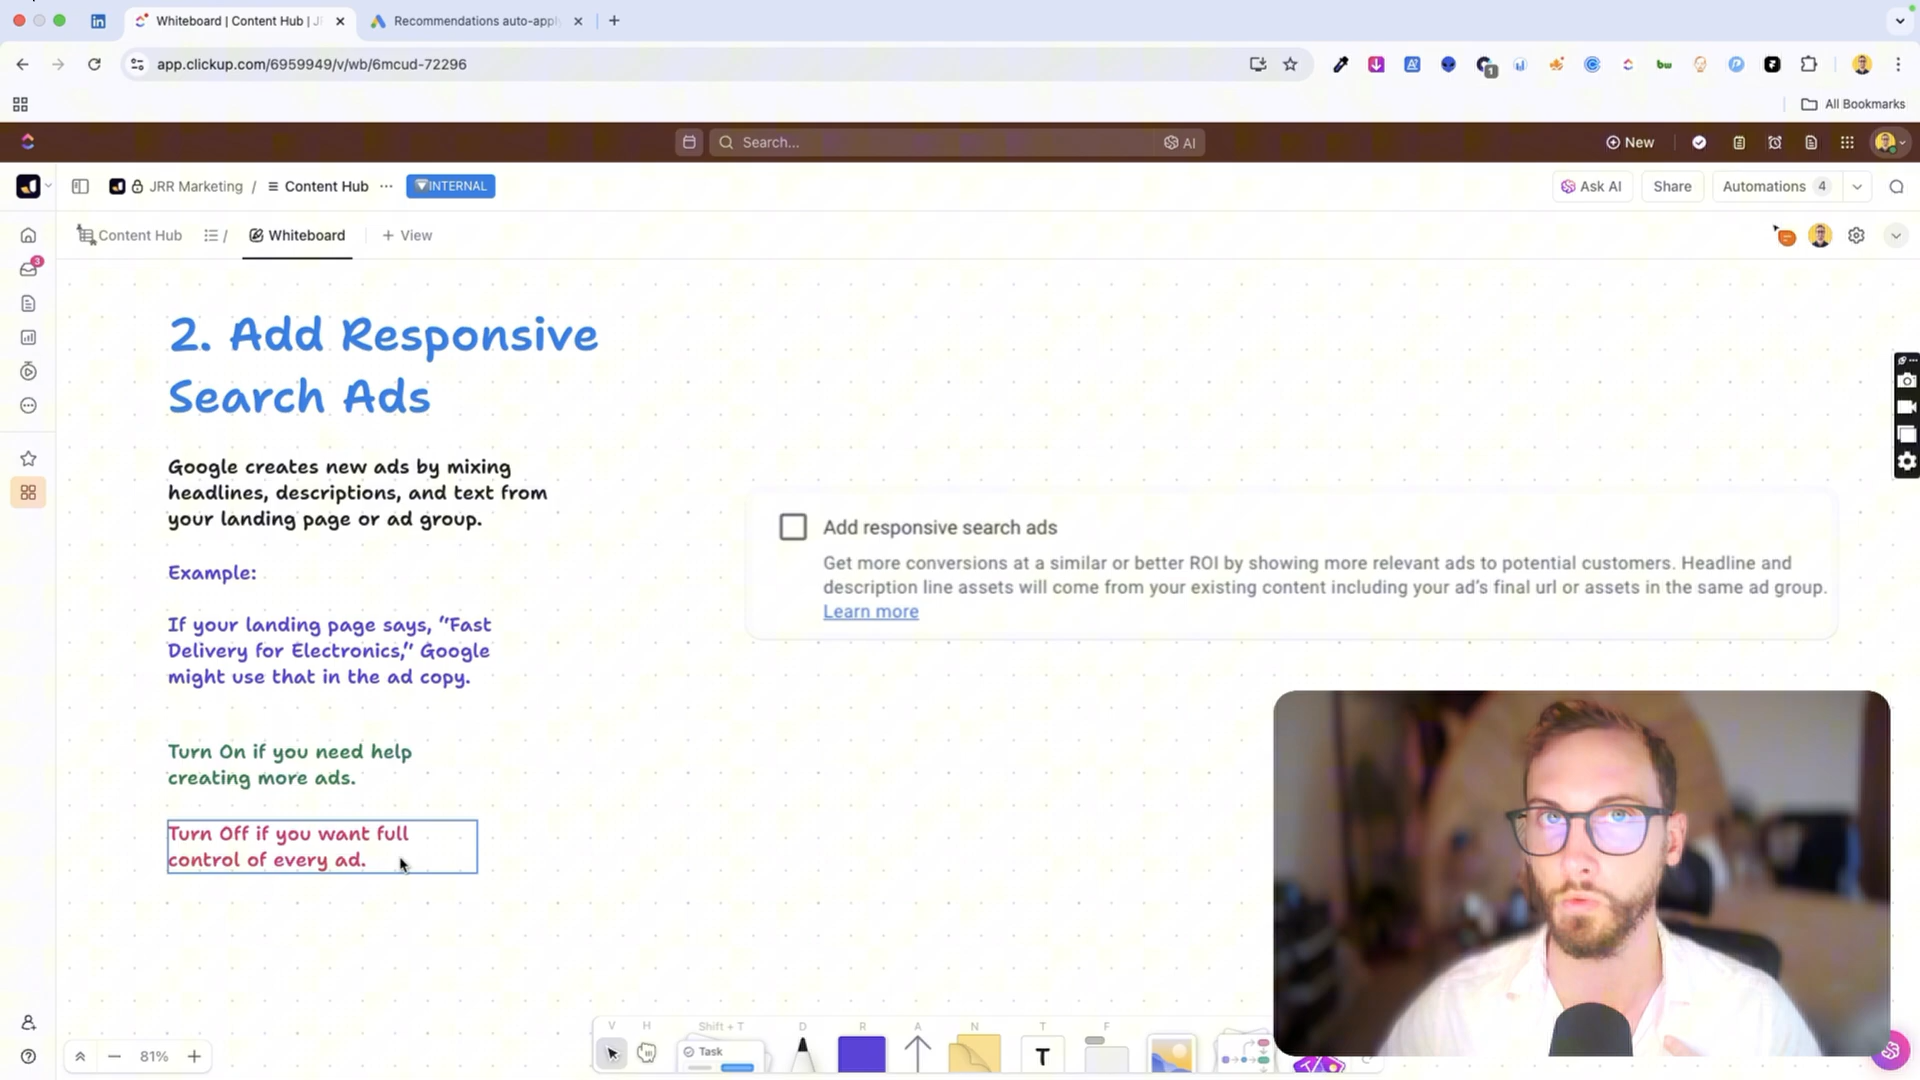 Whiteboard | Content Hub | J
Recommendations auto-apply
app.clickup.com/6959949/v/wb/6mcud-72296
1
bw
All Bookmarks
Search...
AI
New
JRR Marketing / Content Hub
INTERNAL
Ask AI
Share
Automations 4
Content Hub
/
Whiteboard
+ View
3
2. Add Responsive
Search Ads
Google creates new ads by mixing
headlines, descriptions, and text from
your landing page or ad group.
Example:
If your landing page says, “Fast
Delivery for Electronics,” Google
might use that in the ad copy.
Turn On if you need help
creating more ads.
Turn Off if you want full
control of every ad.
Add responsive search ads
Get more conversions at a similar or better ROI by showing more relevant ads to potential customers. Headline and
description line assets will come from your existing content including your ad's final url or assets in the same ad group.
Learn more
V
H
Shift + T
D
R
A
N
T
F
Task
T
81%